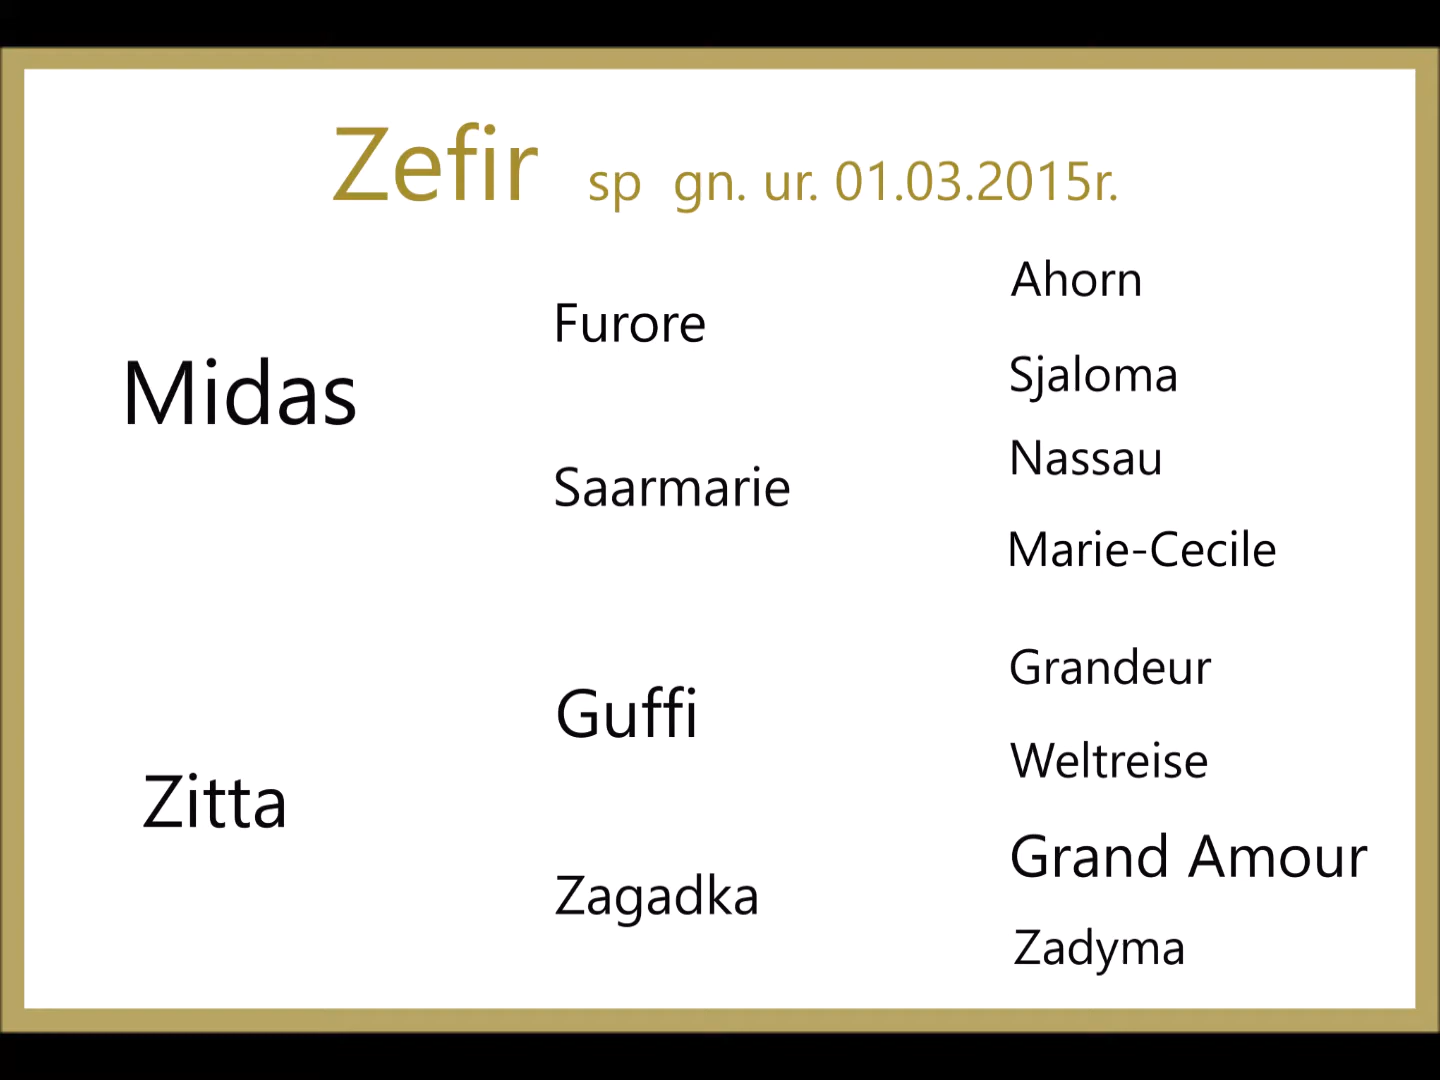 Zefir sp gn. ur. 01.03.2015r.
Midas
Furore
Ahorn
Sjaloma
Saarmarie
Nassau
Marie-Cecile
Zitta
Guffi
Grandeur
Weltreise
Zagadka
Grand Amour
Zadyma